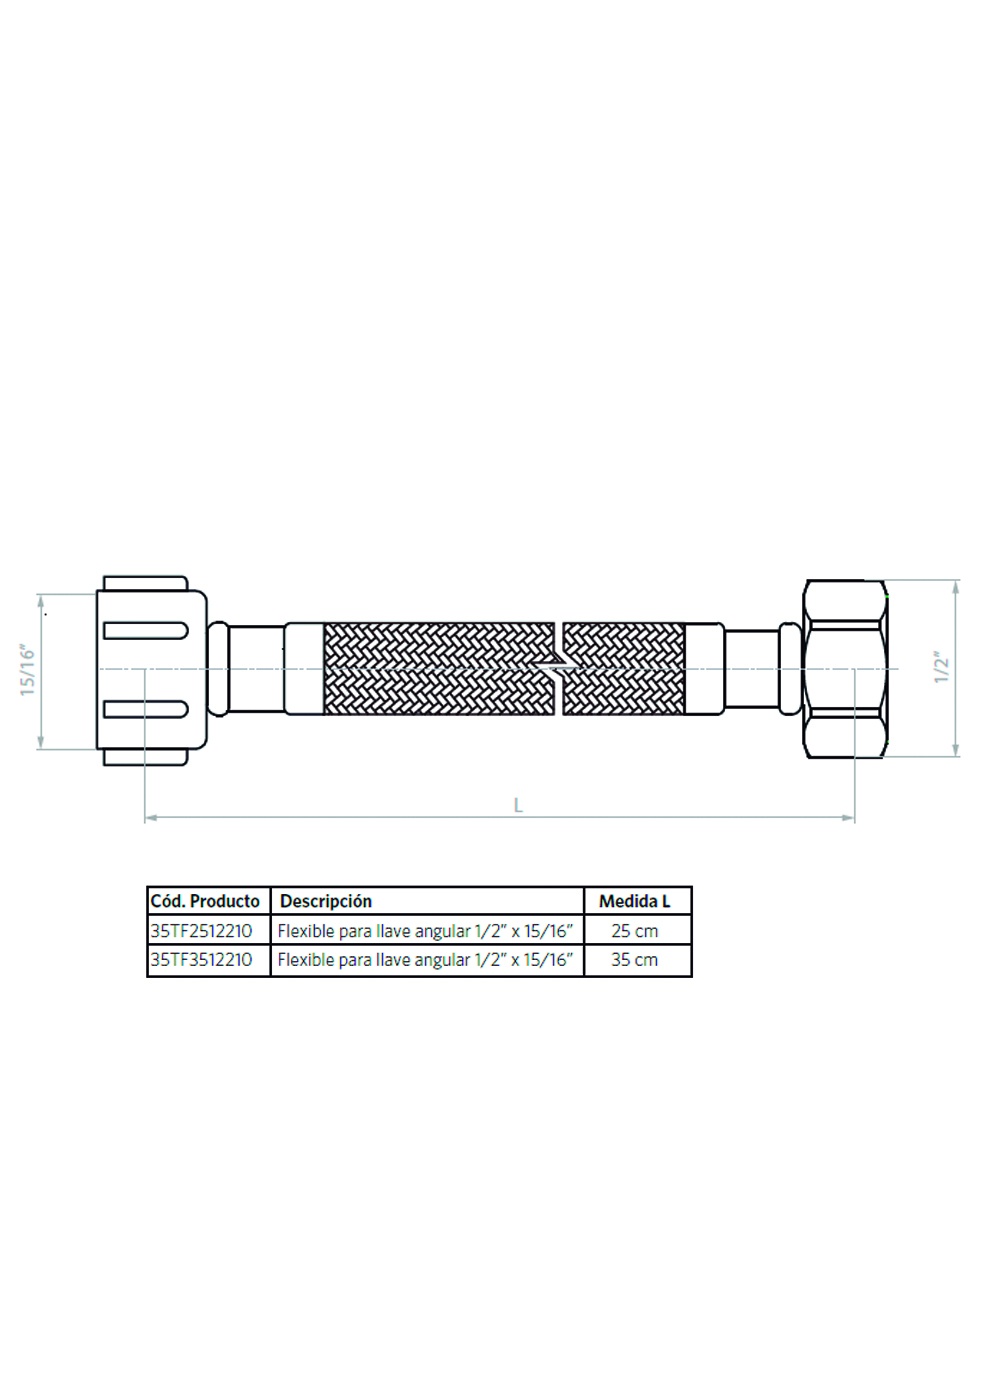 15/16"
1/2"
L
Cód. Producto Descripción Medida L
35TF2512210 Flexible para llave angular 1/2" x 15/16" 25 cm
35TF3512210 Flexible para llave angular 1/2" x 15/16" 35 cm